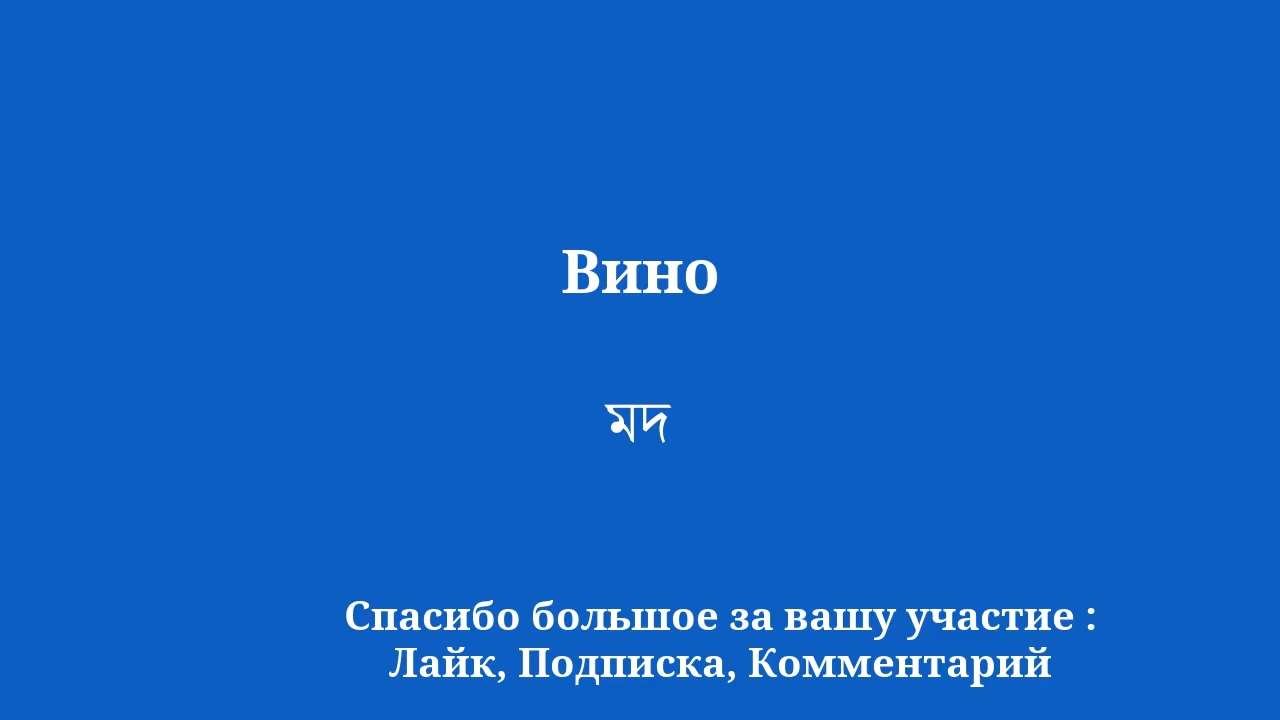 Вино
মদ
Спасибо большое за вашу участие :
Лайк, Подписка, Комментарий